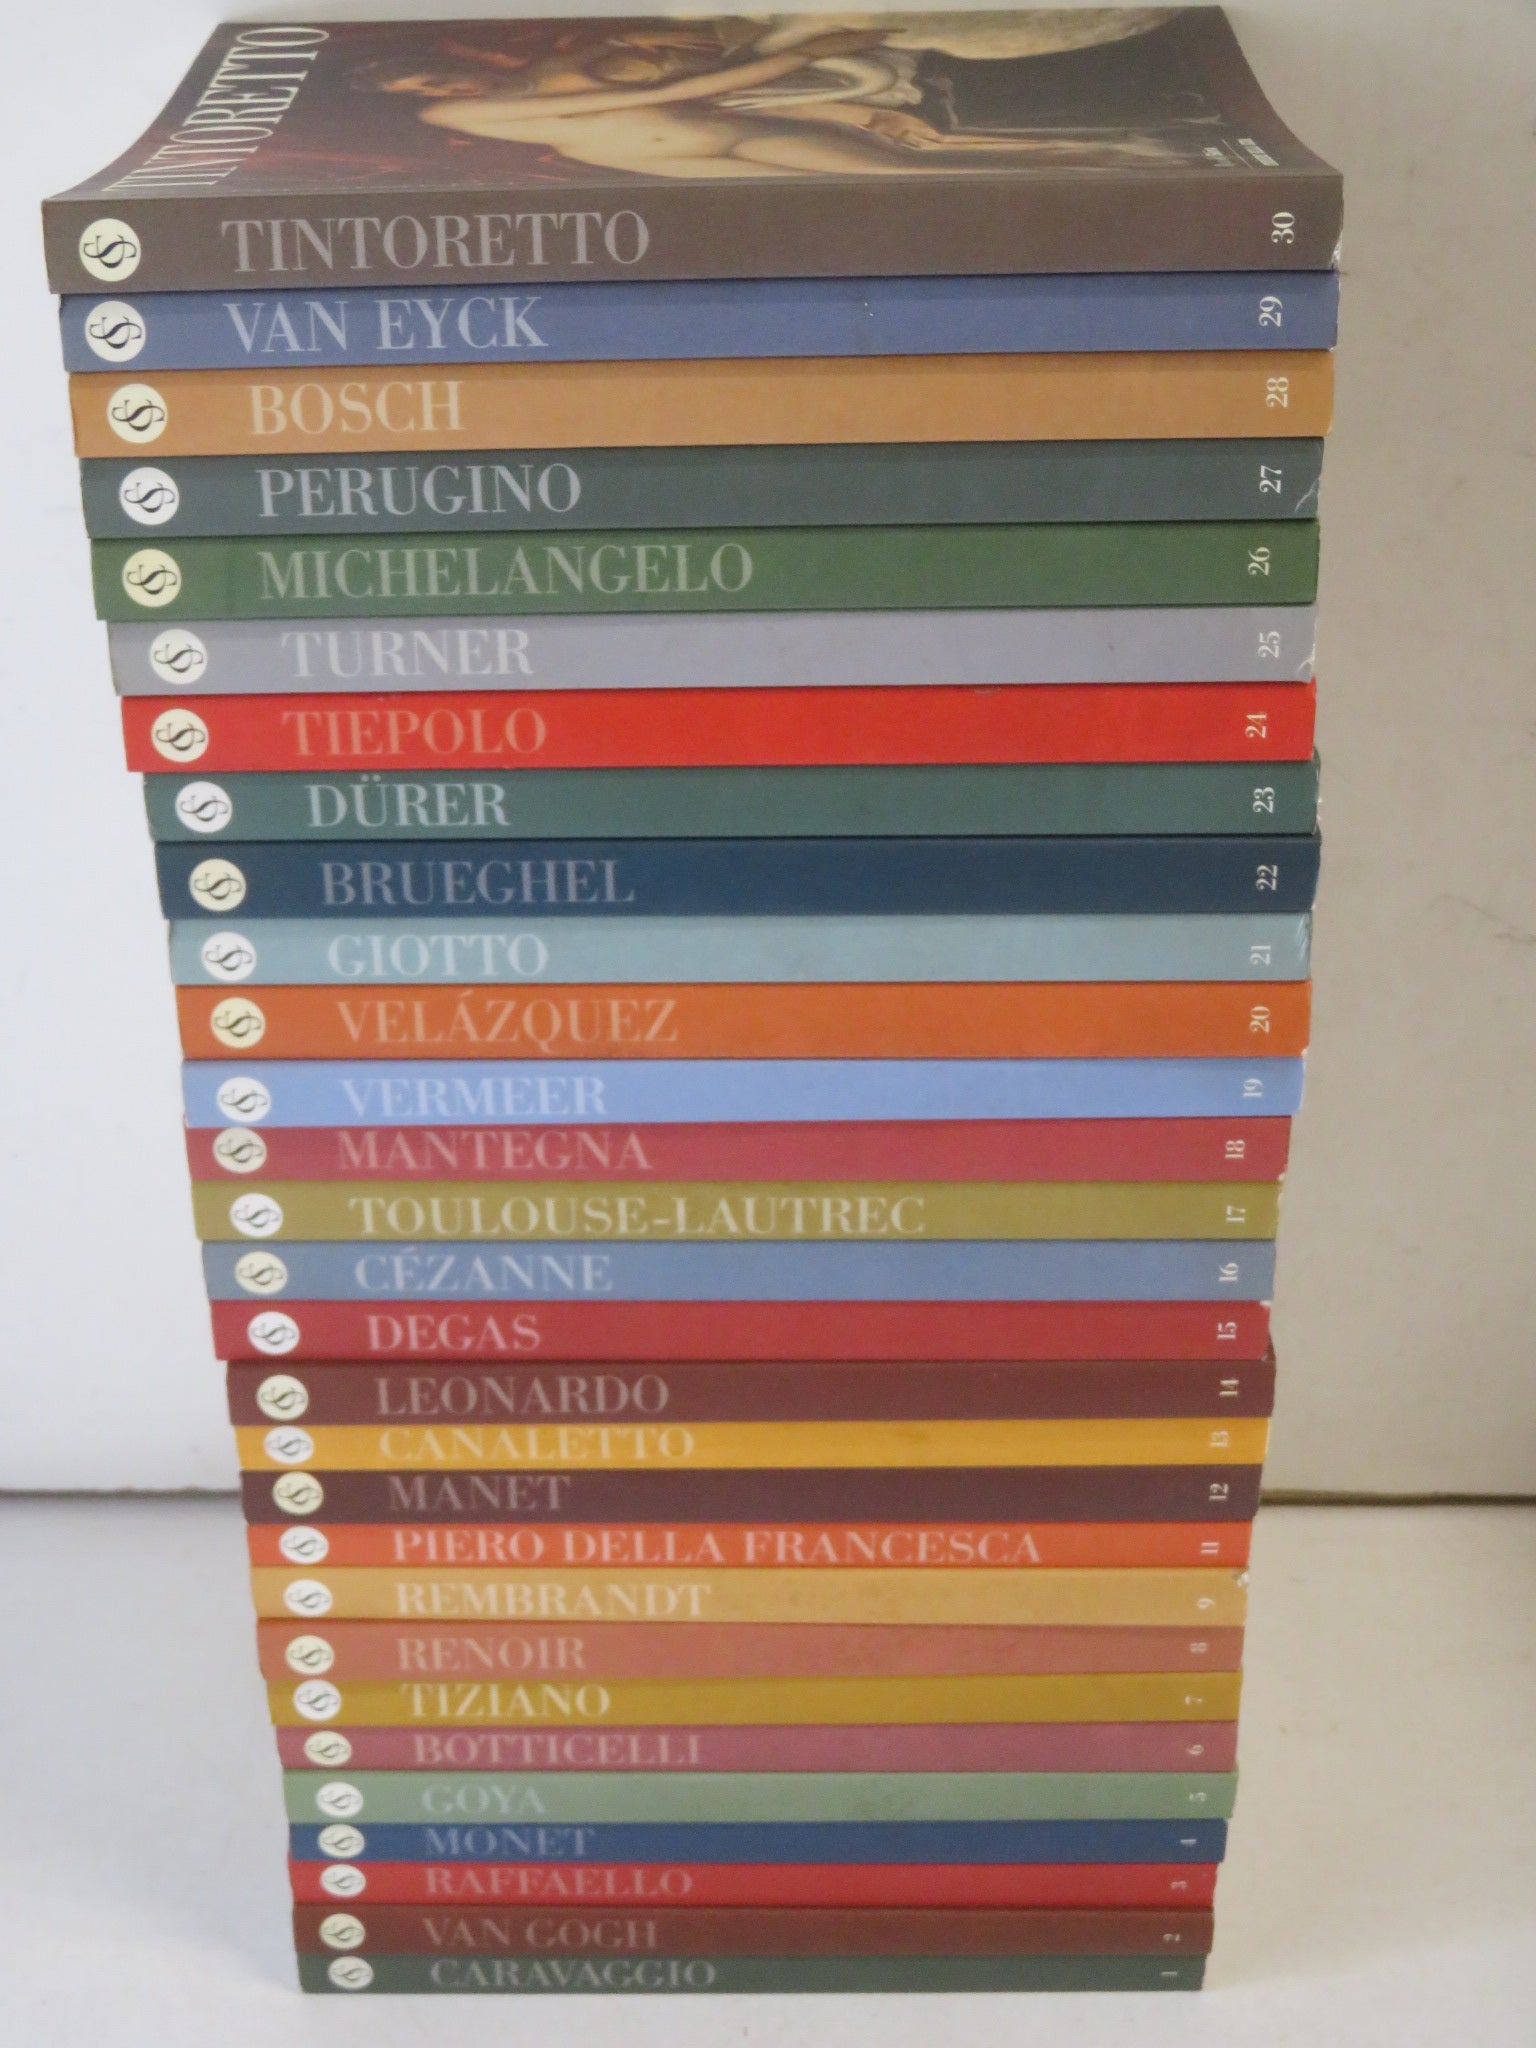 TINTORETTO
TINTORETTO 30
VAN EYCK 29
BOSCH 28
PERUGINO 27
MICHELANGELO 26
TURNER 25
TIEPOLO 24
DÜRER 23
BRUEGHEL 22
GIOTTO 21
VELÁZQUEZ 20
VERMEER 19
MANTEGNA 18
TOULOUSE-LAUTREC 17
CÉZANNE 16
DEGAS 15
LEONARDO 14
CANALETTO 13
MANET 12
PIERO DELLA FRANCESCA 11
REMBRANDT 9
RENOIR 8
TIZIANO 7
BOTTICELLI 6
GOYA 5
MONET 4
RAFFAELLO 3
VAN GOGH 2
CARAVAGGIO 1